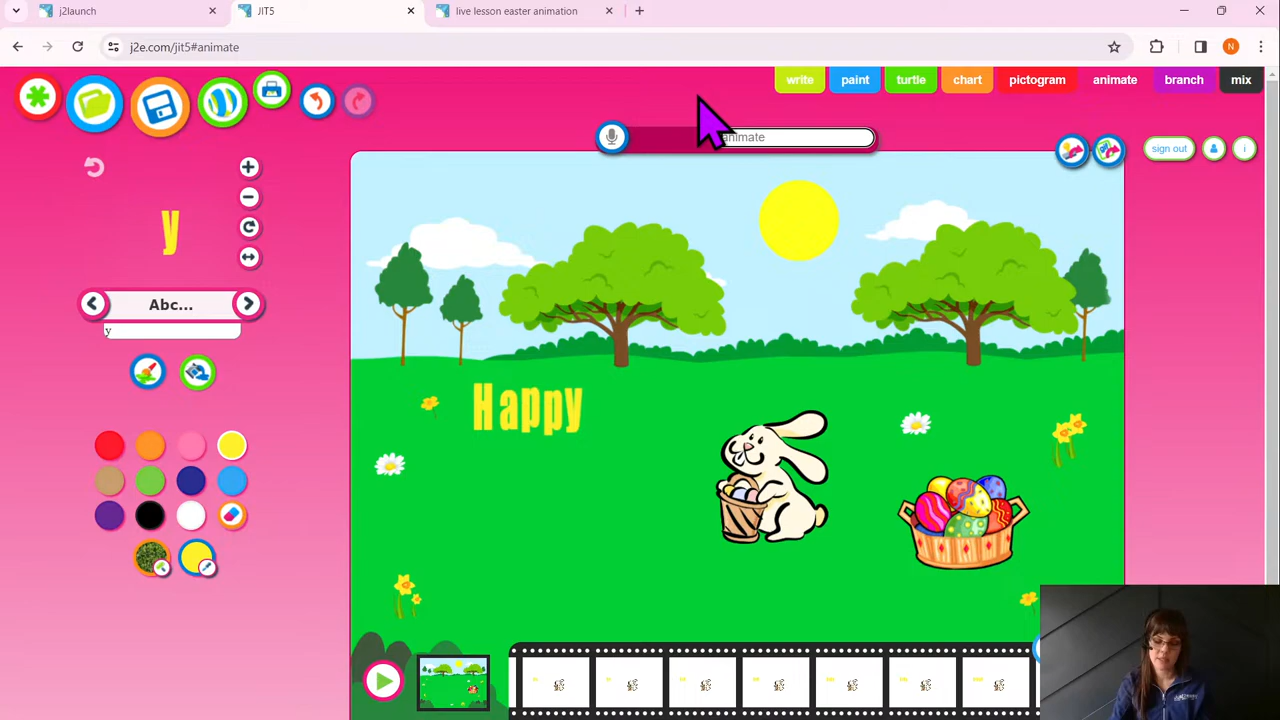 j2launch
JIT5
live lesson easter animation
j2e.com/jit5#animate
N
write
paint
turtle
chart
pictogram
animate
branch
mix
animate
sign out
i
y
Abc...
y
Happy